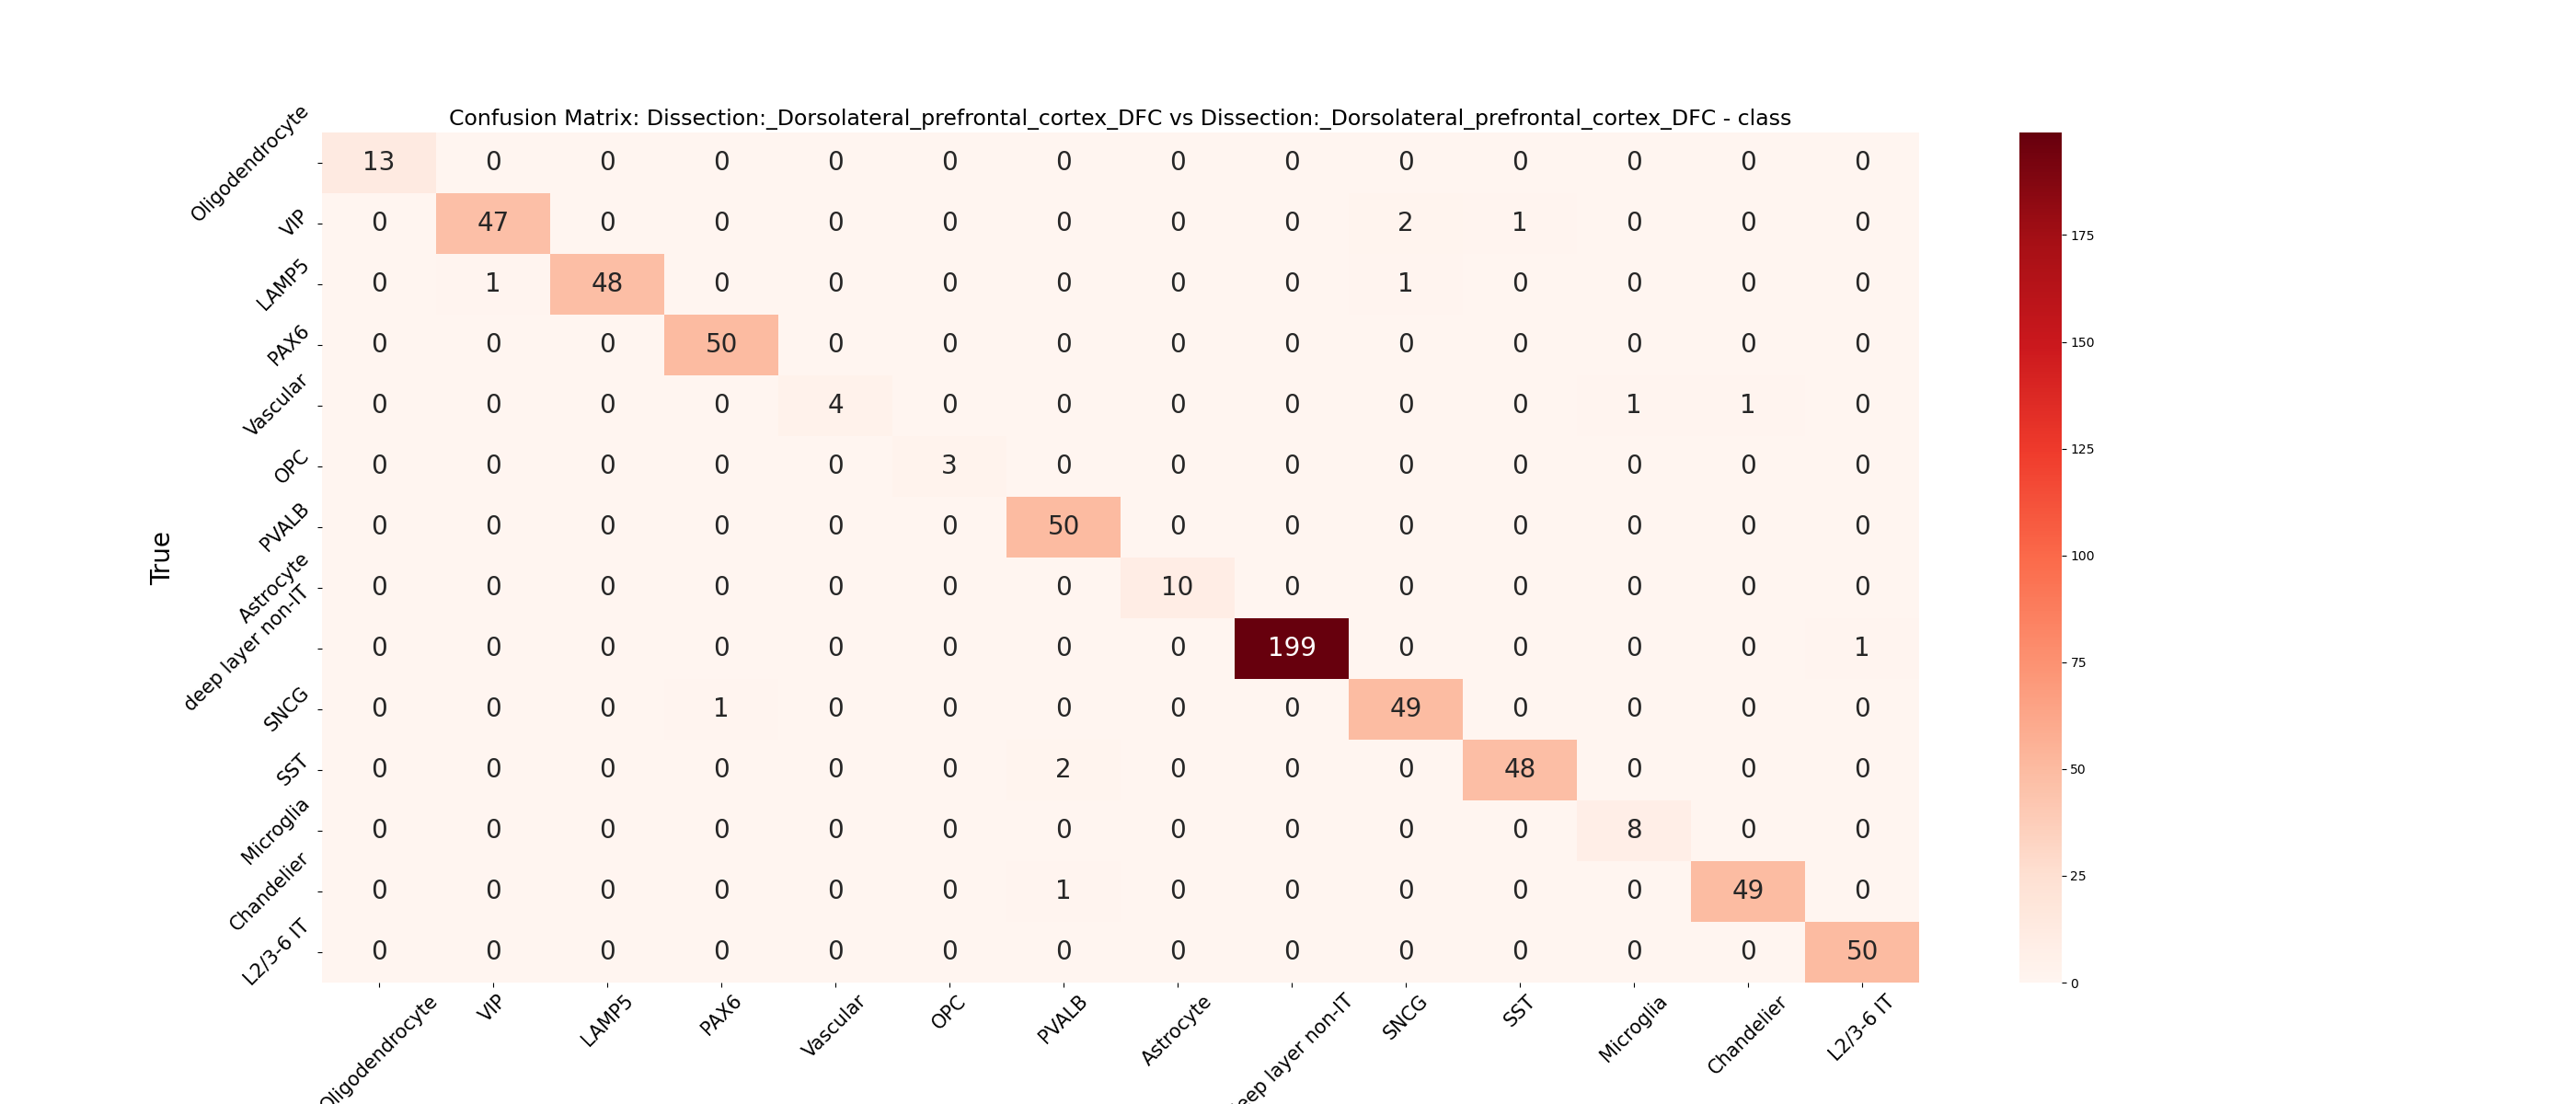 Confusion Matrix: Dissection:_Dorsolateral_prefrontal_cortex_DFC vs Dissection:_Dorsolateral_prefrontal_cortex_DFC - class
True
Oligodendrocyte 13 0 0 0 0 0 0 0 0 0 0 0 0 0
VIP 0 47 0 0 0 0 0 0 0 2 1 0 0 0
LAMP5 0 1 48 0 0 0 0 0 0 1 0 0 0 0
PAX6 0 0 0 50 0 0 0 0 0 0 0 0 0 0
Vascular 0 0 0 0 4 0 0 0 0 0 0 1 1 0
OPC 0 0 0 0 0 3 0 0 0 0 0 0 0 0
PVALB 0 0 0 0 0 0 50 0 0 0 0 0 0 0
Astrocyte 0 0 0 0 0 0 0 10 0 0 0 0 0 0
deep layer non-IT 0 0 0 0 0 0 0 0 199 0 0 0 0 1
SNCG 0 0 0 1 0 0 0 0 0 49 0 0 0 0
SST 0 0 0 0 0 0 2 0 0 0 48 0 0 0
Microglia 0 0 0 0 0 0 0 0 0 0 0 8 0 0
Chandelier 0 0 0 0 0 0 1 0 0 0 0 0 49 0
L2/3-6 IT 0 0 0 0 0 0 0 0 0 0 0 0 0 50
Oligodendrocyte VIP LAMP5 PAX6 Vascular OPC PVALB Astrocyte eep layer non-IT SNCG SST Microglia Chandelier L2/3-6 IT
175
150
125
100
75
50
25
0